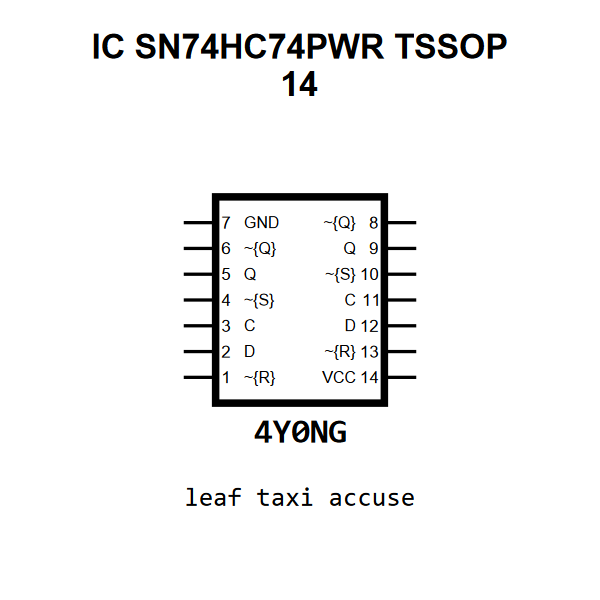 IC SN74HC74PWR TSSOP
14
7 GND ~{Q} 8
6 ~{Q} Q 9
5 Q ~{S} 10
4 ~{S} C 11
3 C D 12
2 D ~{R} 13
1 ~{R} VCC 14
4Y0NG
leaf taxi accuse